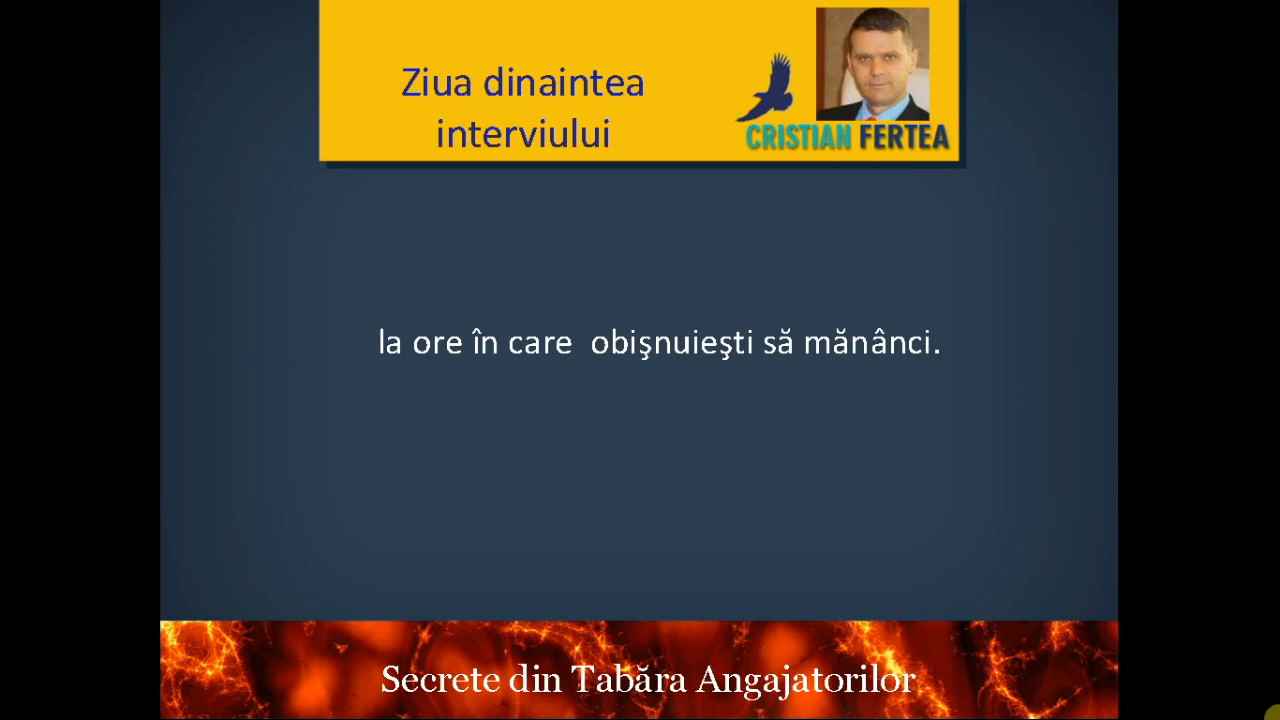 Ziua dinaintea
interviului
CRISTIAN FERTEA
la ore în care  obişnuieşti să mănânci.
Secrete din Tabăra Angajatorilor